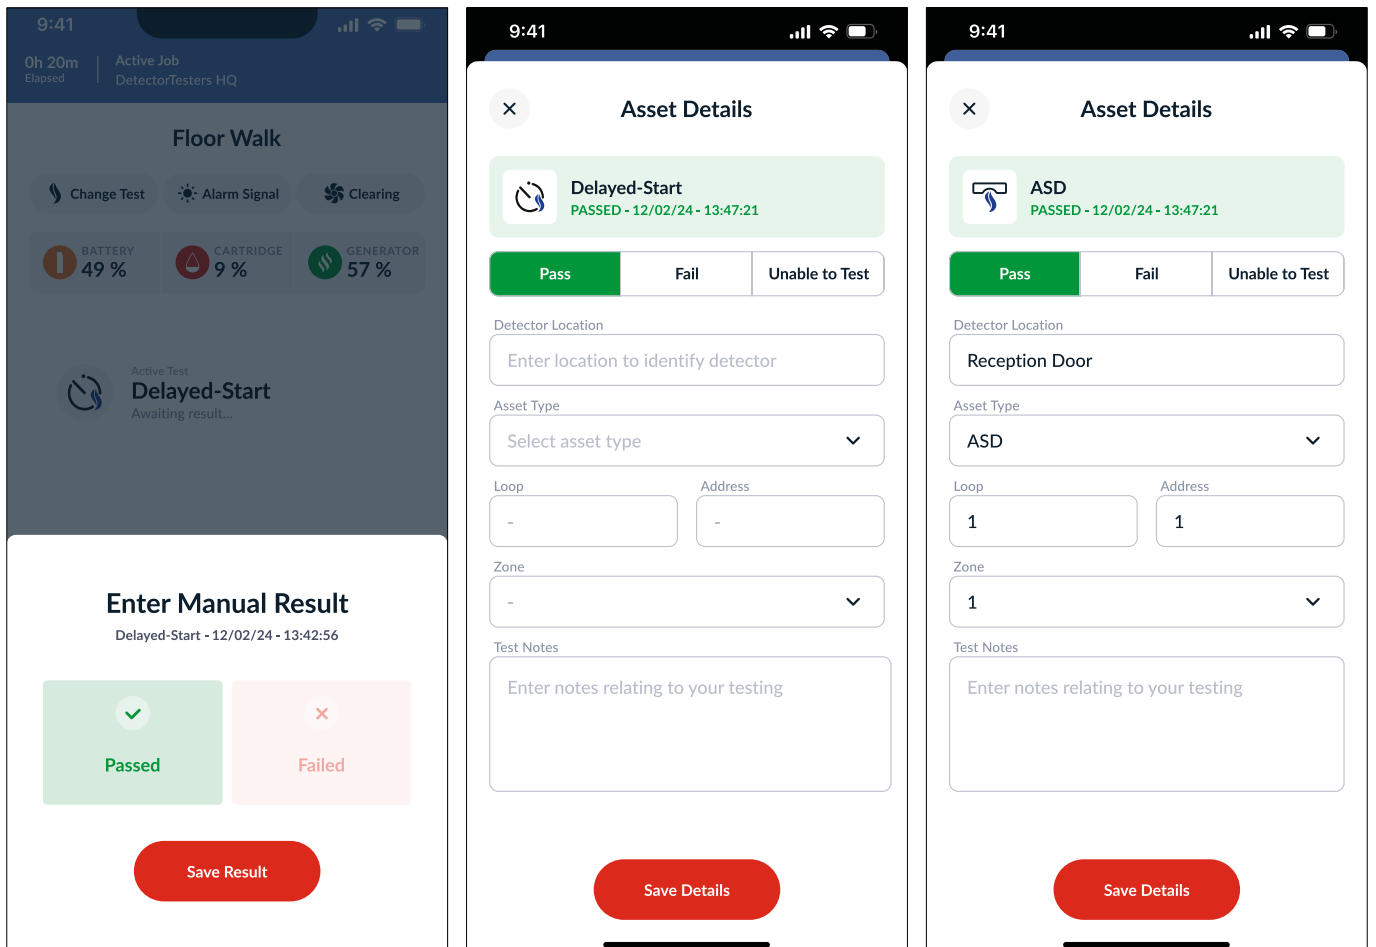 9:41
0h 20m
Elapsed
Active Job
DetectorTesters HQ
Floor Walk
Change Test
Alarm Signal
Clearing
BATTERY
49 %
CARTRIDGE
9 %
GENERATOR
57 %
Active Test
Delayed-Start
Awaiting result...
Enter Manual Result
Delayed-Start - 12/02/24 - 13:42:56
Passed
Failed
Save Result
9:41
Asset Details
Delayed-Start
PASSED - 12/02/24 - 13:47:21
Pass
Fail
Unable to Test
Detector Location
Enter location to identify detector
Asset Type
Select asset type
Loop
Address
-
-
Zone
-
Test Notes
Enter notes relating to your testing
Save Details
9:41
Asset Details
ASD
PASSED - 12/02/24 - 13:47:21
Pass
Fail
Unable to Test
Detector Location
Reception Door
Asset Type
ASD
Loop
Address
1
1
Zone
1
Test Notes
Enter notes relating to your testing
Save Details